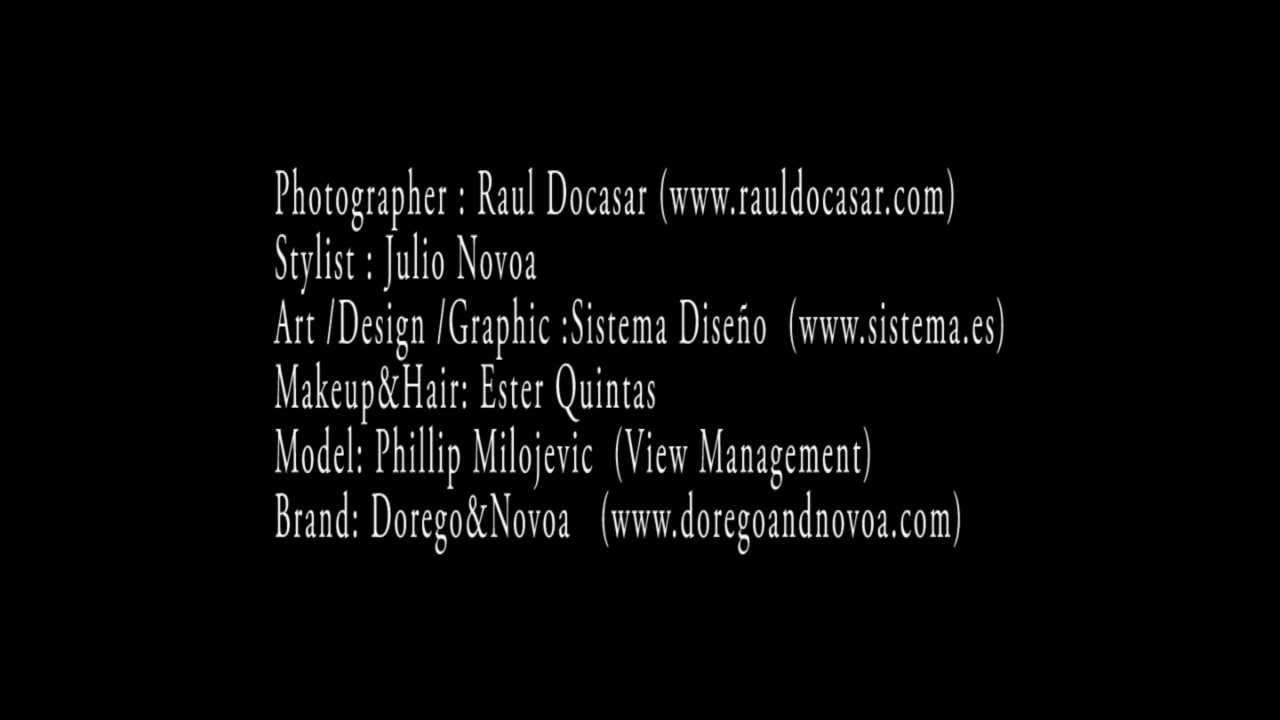 Photographer : Raul Docasar (www.rauldocasar.com)
Stylist : Julio Novoa
Art /Design /Graphic :Sistema Diseño (www.sistema.es)
Makeup&Hair: Ester Quintas
Model: Phillip Milojevic (View Management)
Brand: Dorego&Novoa (www.doregoandnovoa.com)